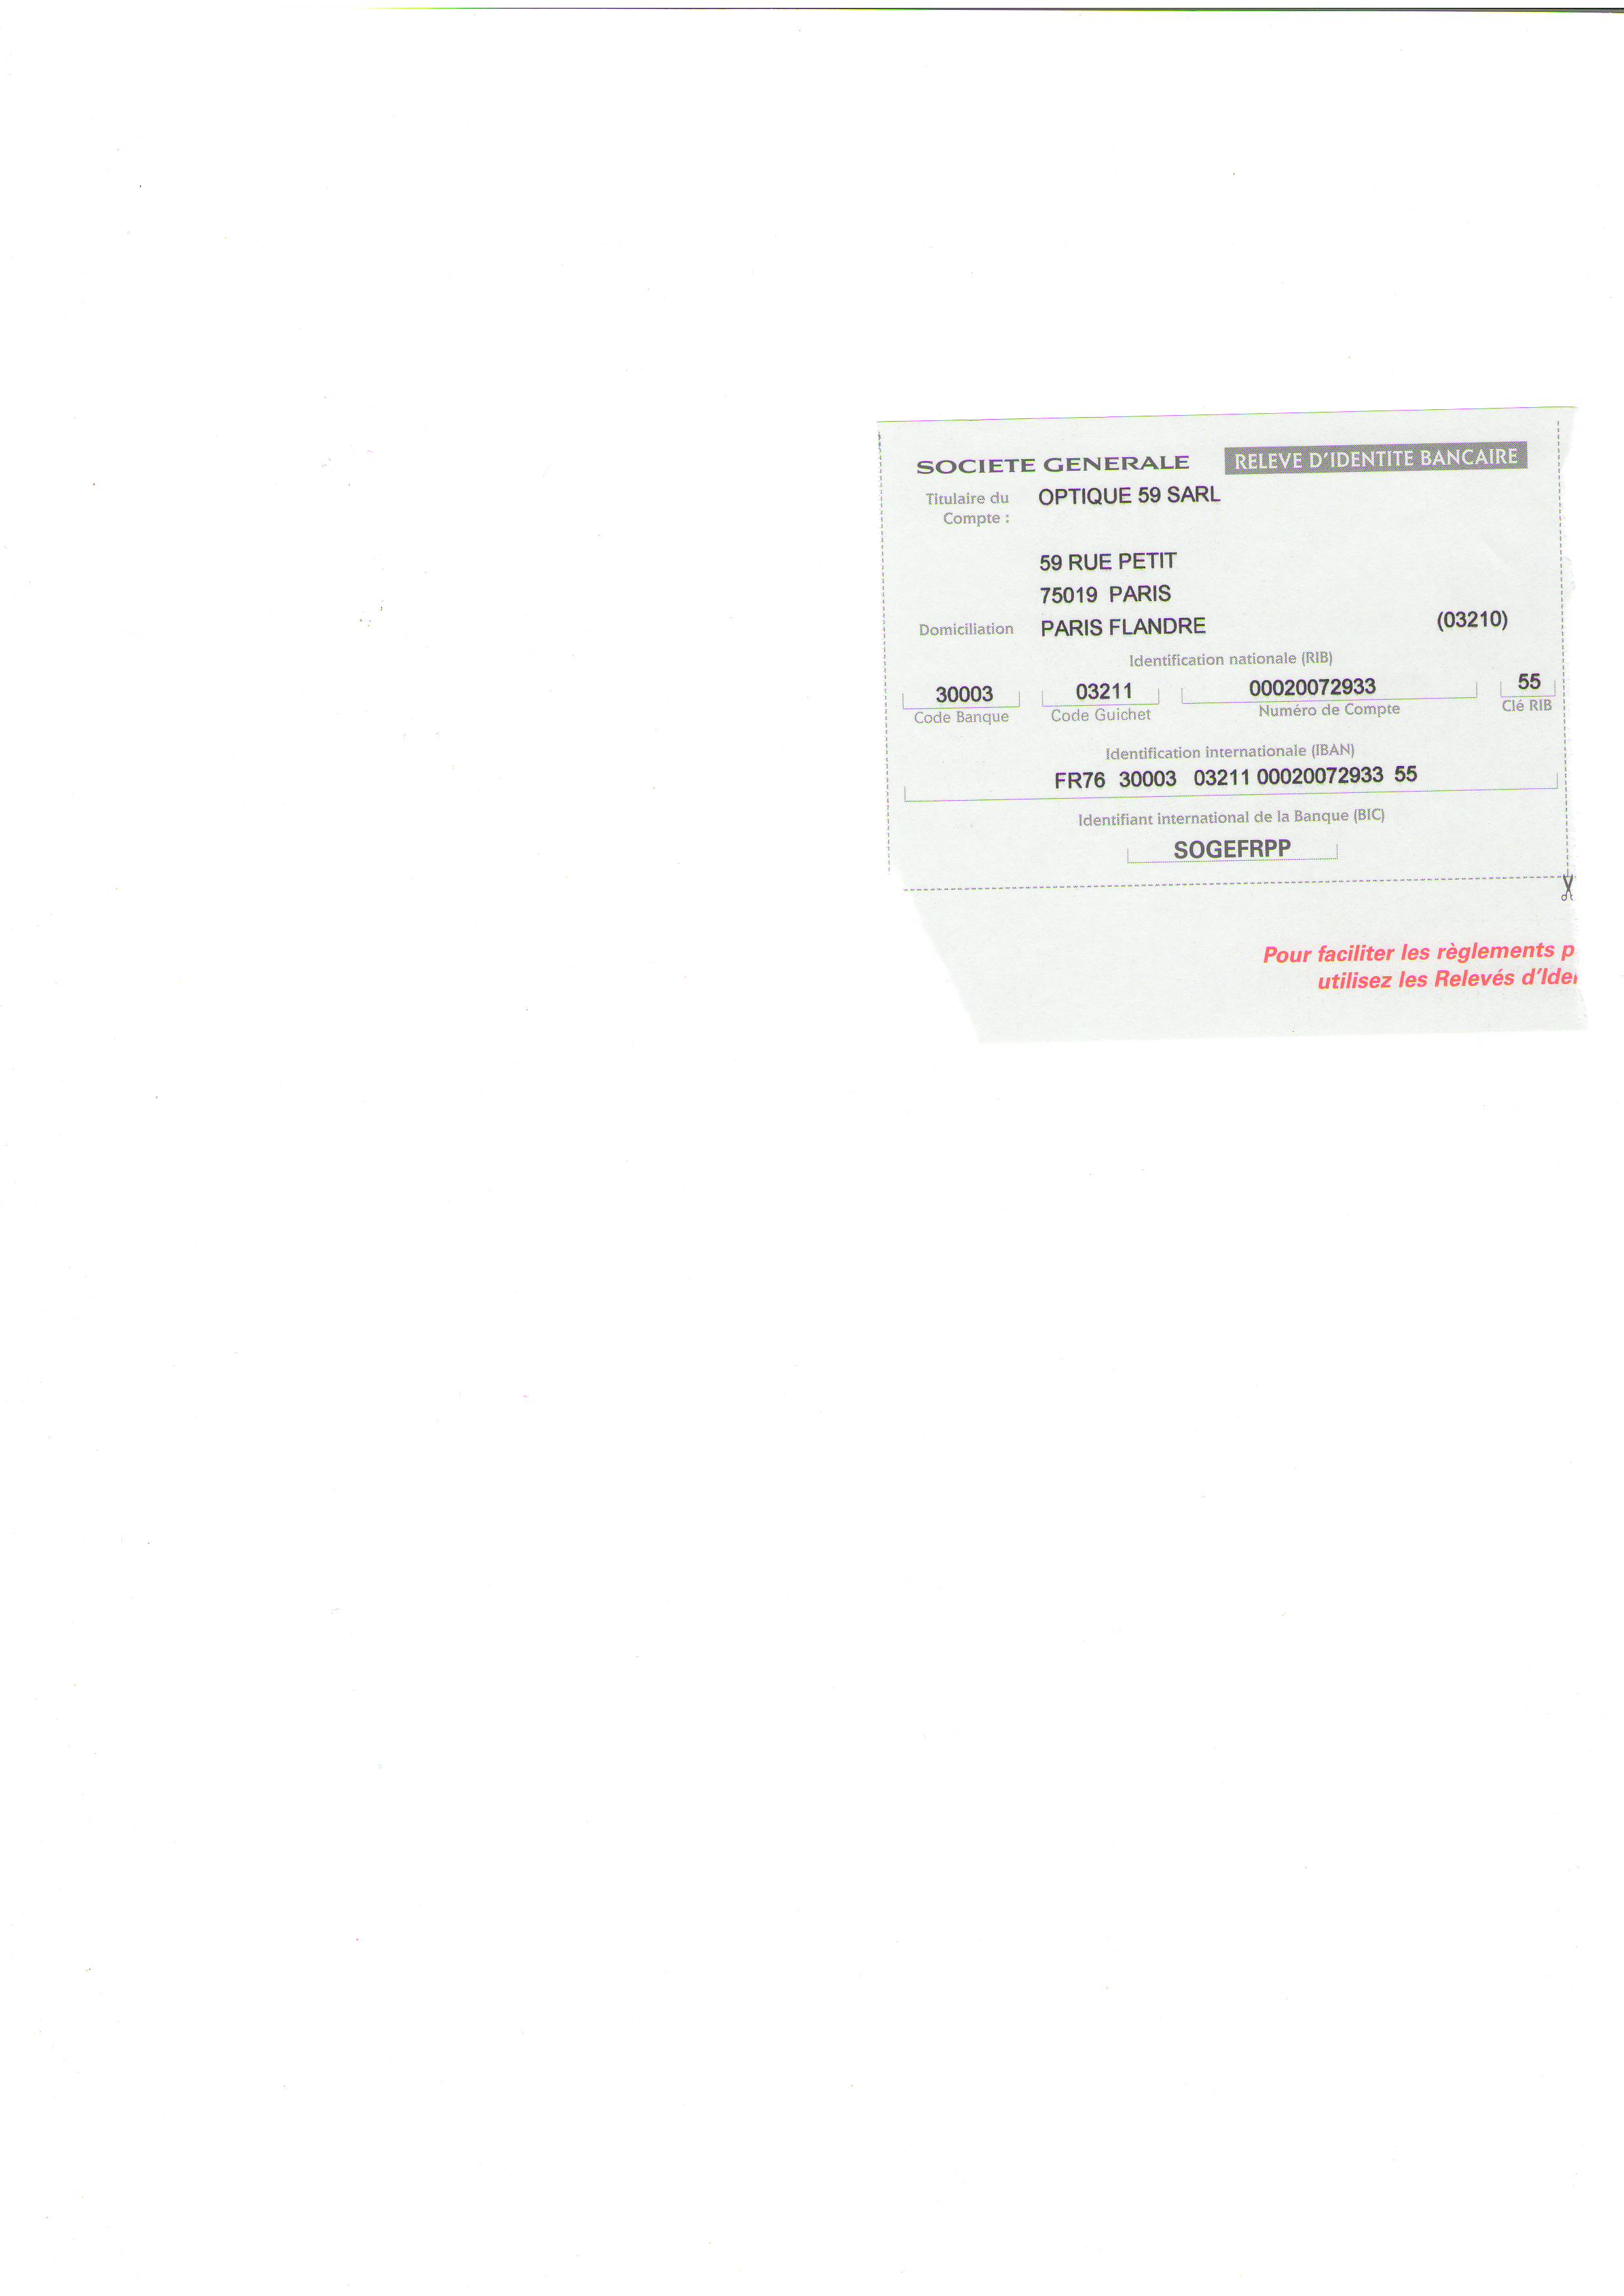 SOCIETE GENERALE RELEVE D'IDENTITE BANCAIRE
Titulaire du OPTIQUE 59 SARL
Compte :
59 RUE PETIT
75019 PARIS
Domiciliation PARIS FLANDRE (03210)
Identification nationale (RIB)
30003 03211 00020072933 55
Code Banque Code Guichet Numéro de Compte Clé RIB
Identification internationale (IBAN)
FR76 30003 03211 00020072933 55
Identifiant international de la Banque (BIC)
SOGEFRPP
Pour faciliter les règlements p
utilisez les Relevés d'Ide